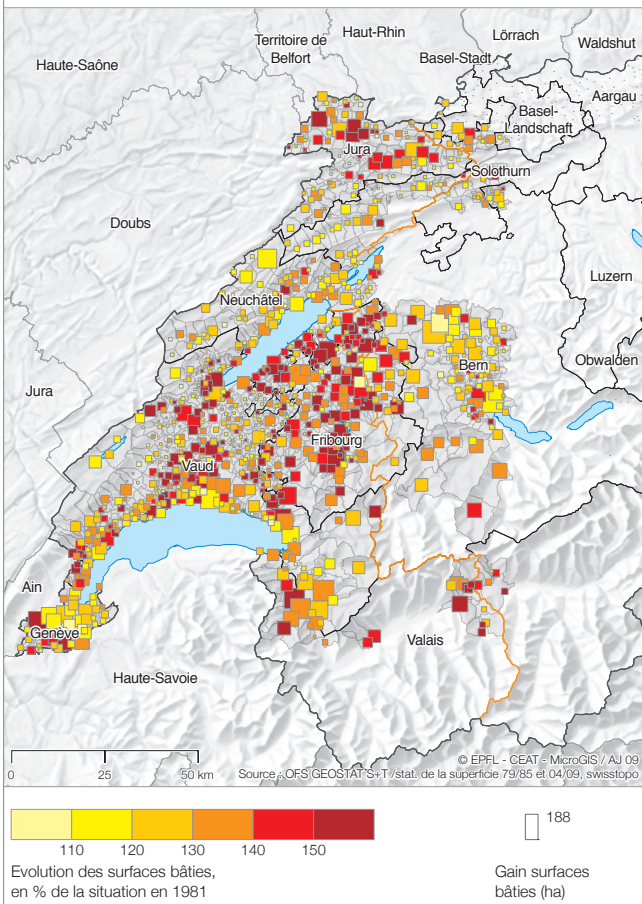 Haut-Rhin
Lörrach
Waldshut
Territoire de
Belfort
Basel-Stadt
Haute-Saône
Aargau
Basel-
Landschaft
Jura
Solothurn
Doubs
Luzern
Neuchâtel
Obwalden
Bern
Jura
Fribourg
Vaud
Ain
Genève
Valais
Haute-Savoie
© EPFL - CEAT - MicroGIS / AJ 09
0 25 50 km
Source : OFS GEOSTAT S+T /stat. de la superficie 79/85 et 04/09, swisstopo
188
110 120 130 140 150
Evolution des surfaces bâties,
en % de la situation en 1981
Gain surfaces
bâties (ha)